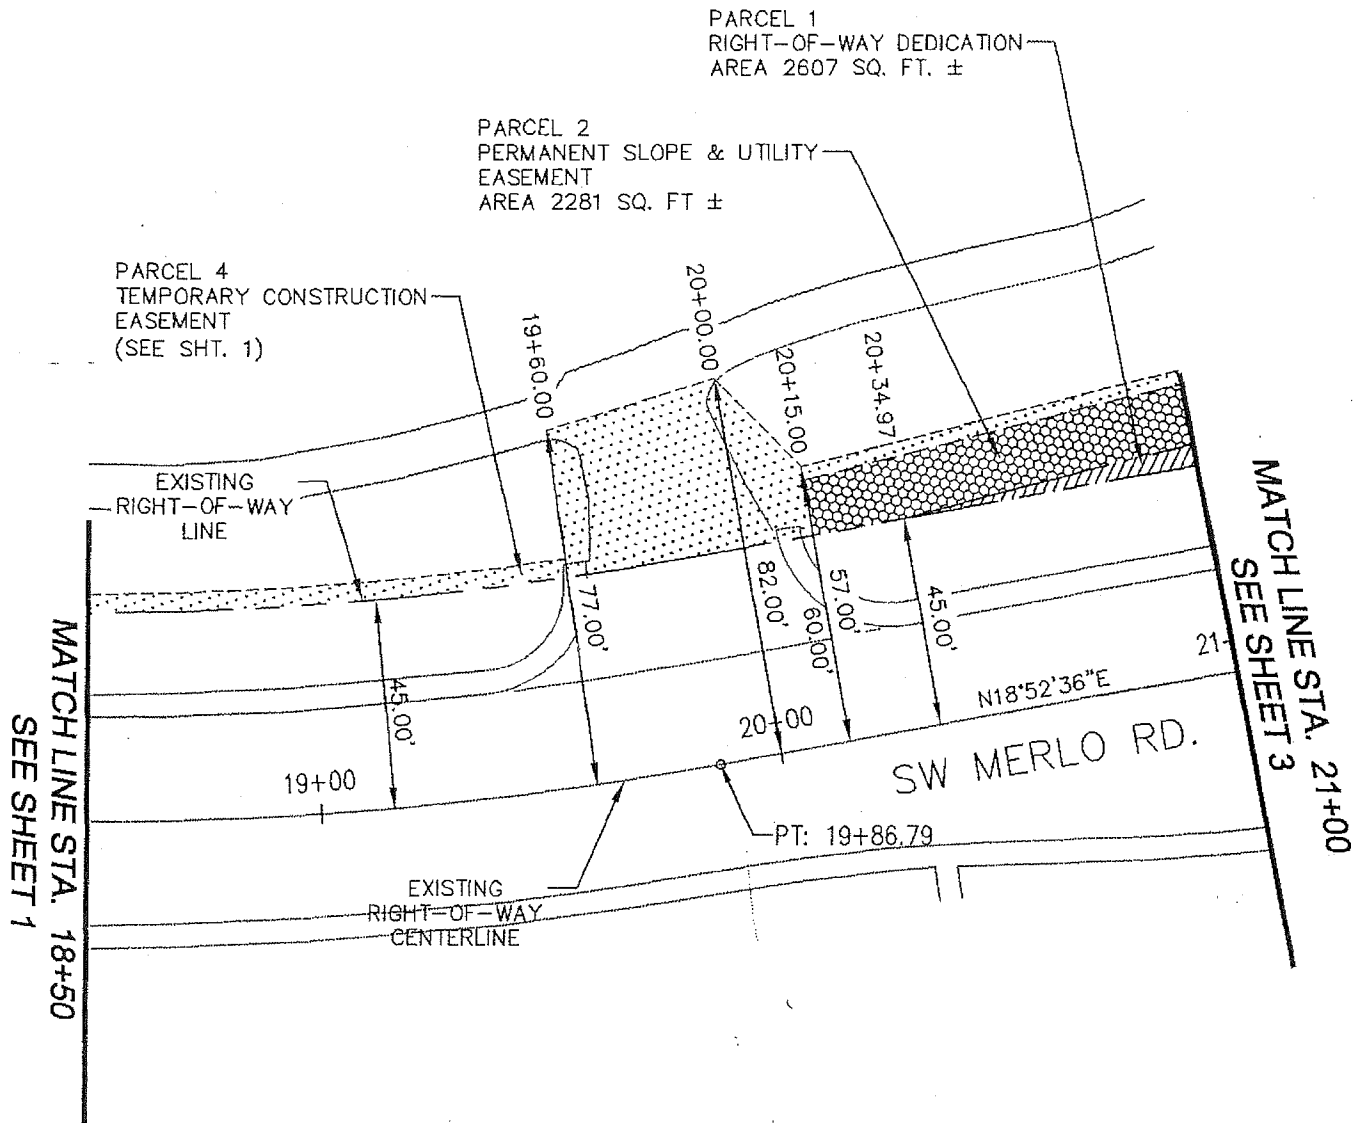 PARCEL 1
RIGHT-OF-WAY DEDICATION
AREA 2607 SQ. FT. ±
PARCEL 2
PERMANENT SLOPE & UTILITY
EASEMENT
AREA 2281 SQ. FT ±
PARCEL 4
TEMPORARY CONSTRUCTION
EASEMENT
(SEE SHT. 1)
19+60.00
20+00.00
20+15.00
20+34.97
EXISTING
RIGHT-OF-WAY
LINE
77.00'
82.00'
57.00'
60.00'
45.00'
45.00'
N18°52'36"E
21
20+00
19+00
SW MERLO RD.
PT: 19+86.79
EXISTING
RIGHT-OF-WAY
CENTERLINE
MATCH LINE STA. 18+50
SEE SHEET 1
MATCH LINE STA. 21+00
SEE SHEET 3